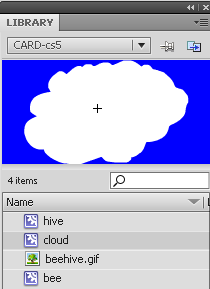 LIBRARY
CARD-cs5
4 items
Name
hive
cloud
beehive.gif
bee